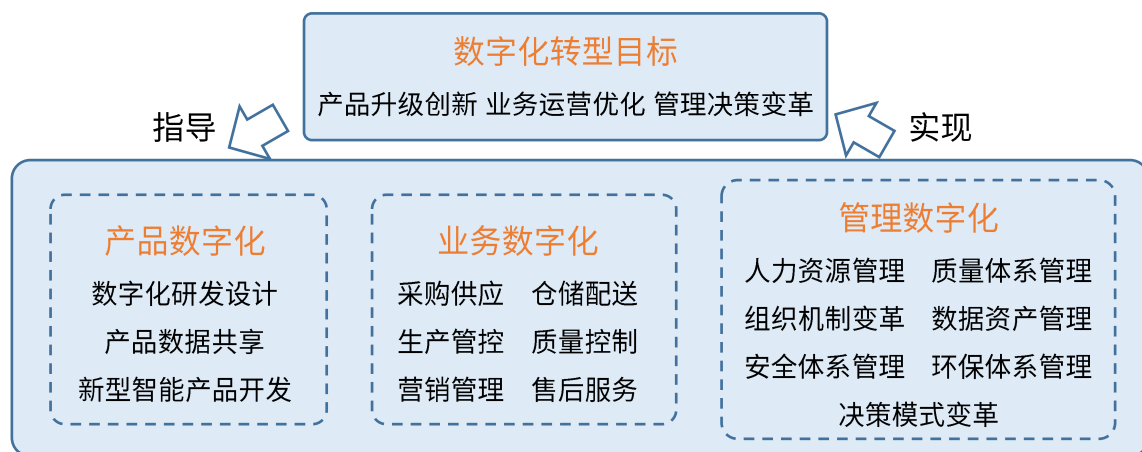 数字化转型目标
产品升级创新 业务运营优化 管理决策变革
指导
实现
产品数字化
数字化研发设计
产品数据共享
新型智能产品开发
业务数字化
采购供应 仓储配送
生产管控 质量控制
营销管理 售后服务
管理数字化
人力资源管理 质量体系管理
组织机制变革 数据资产管理
安全体系管理 环保体系管理
决策模式变革